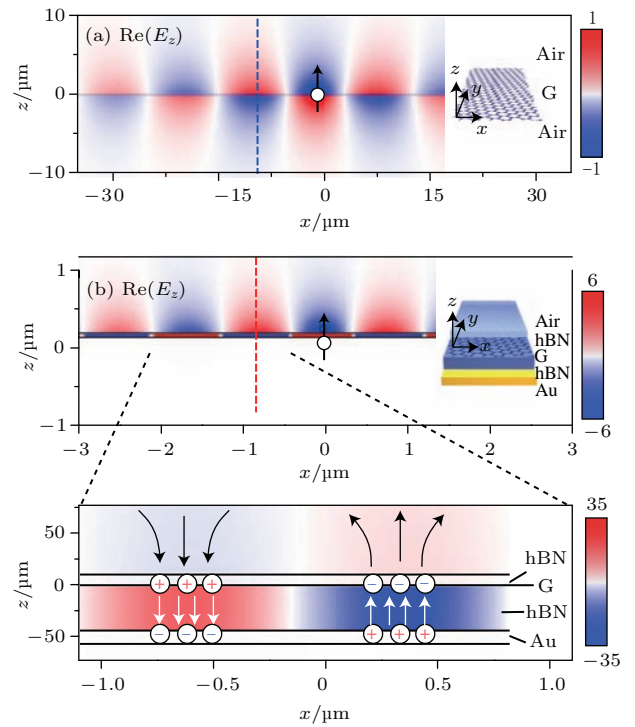 (a) Re(E_z)
10
0
−10
z/µm
−30
−15
0
15
30
x/µm
z
y
x
Air
G
Air
1
−1
(b) Re(E_z)
1
0
−1
z/µm
−3
−2
−1
0
1
2
3
x/µm
z
y
x
Air
hBN
G
hBN
Au
6
−6
50
0
−50
z/µm
+ + +
− − −
− − −
+ + +
hBN
G
hBN
Au
35
−35
−1.0
−0.5
0
0.5
1.0
x/µm